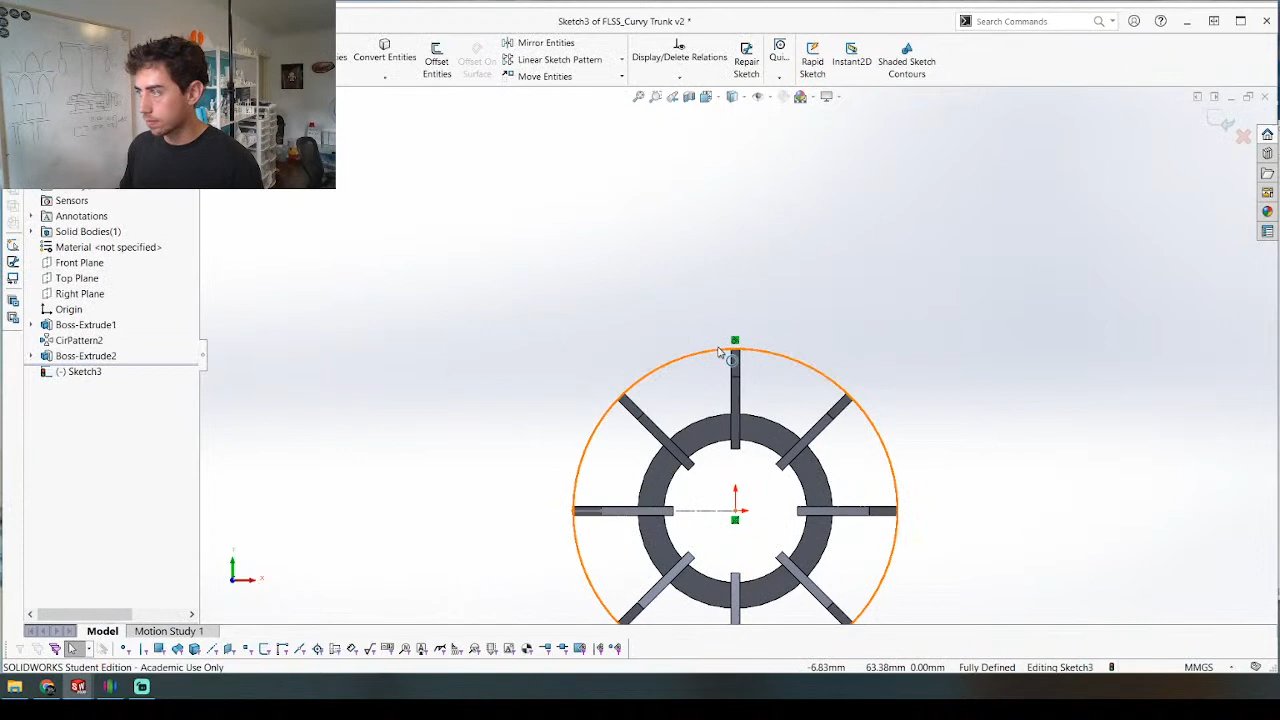 Sketch3 of FLSS_Curvy Trunk v2 *
Search Commands
Convert Entities
Offset Entities
Offset On Surface
Mirror Entities
Linear Sketch Pattern
Move Entities
Display/Delete Relations
Repair Sketch
Qui...
Rapid Sketch
Instant2D
Shaded Sketch Contours
Sensors
Annotations
Solid Bodies(1)
Material <not specified>
Front Plane
Top Plane
Right Plane
Origin
Boss-Extrude1
CirPattern2
Boss-Extrude2
(-) Sketch3
Y
X
Model
Motion Study 1
SOLIDWORKS Student Edition - Academic Use Only
-6.83mm
63.38mm 0.00mm
Fully Defined
Editing Sketch3
MMGS